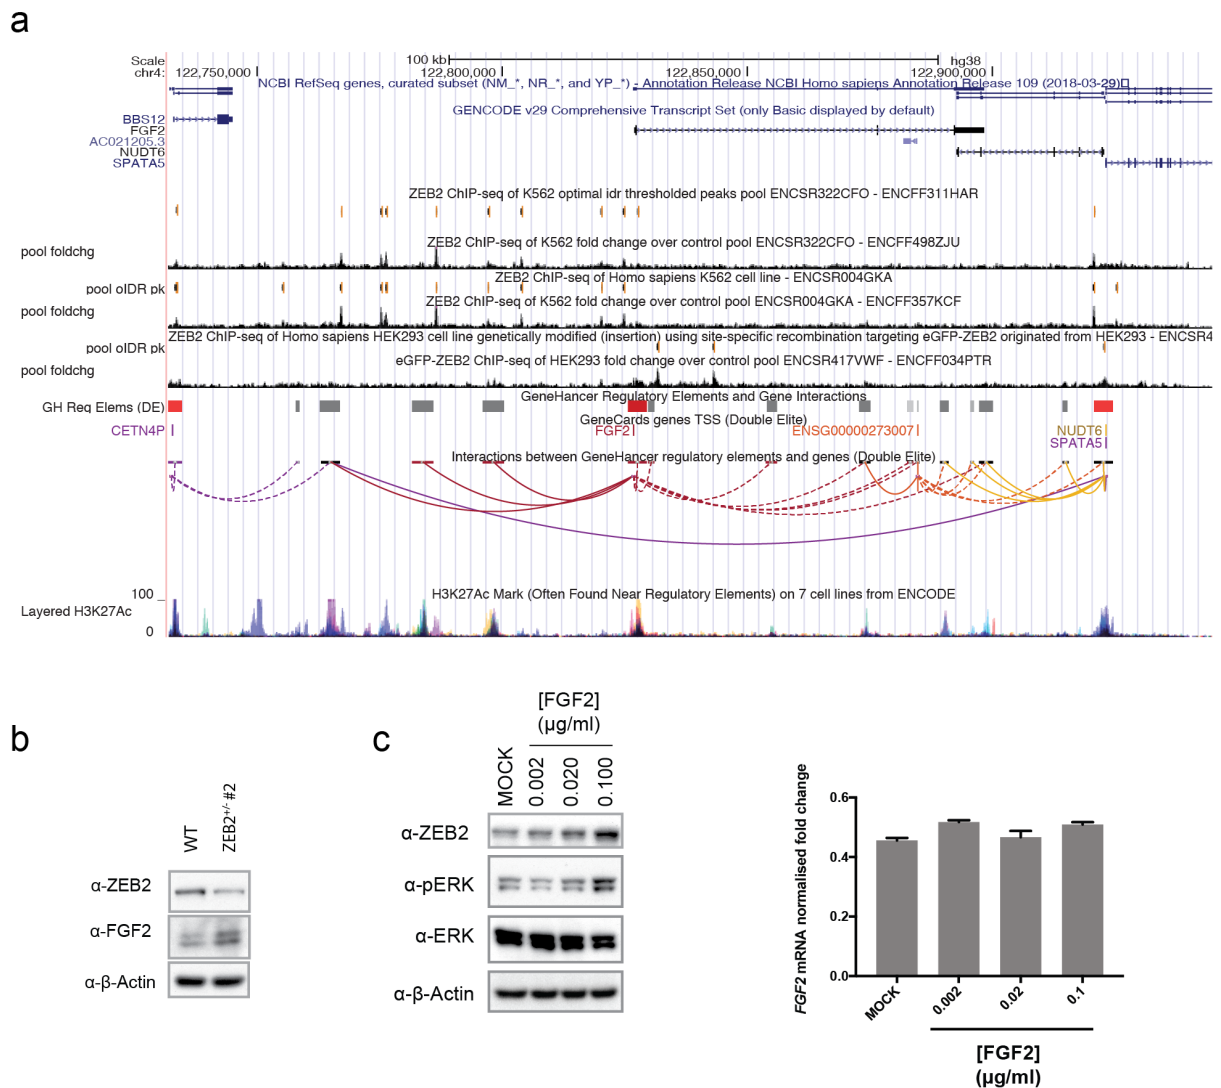 a
Scale
100 kb
hg38
chr4:
122,750,000
122,800,000
122,850,000
122,900,000
NCBI RefSeq genes, curated subset (NM_*, NR_*, and YP_*) - Annotation Release NCBI Homo sapiens Annotation Release 109 (2018-03-29)
GENCODE v29 Comprehensive Transcript Set (only Basic displayed by default)
BBS12
FGF2
AC021205.3
NUDT6
SPATA5
ZEB2 ChIP-seq of K562 optimal idr thresholded peaks pool ENCSR322CFO - ENCFF311HAR
ZEB2 ChIP-seq of K562 fold change over control pool ENCSR322CFO - ENCFF498ZJU
pool foldchg
ZEB2 ChIP-seq of Homo sapiens K562 cell line - ENCSR004GKA
pool oIDR pk
ZEB2 ChIP-seq of K562 fold change over control pool ENCSR004GKA - ENCFF357KCF
pool foldchg
ZEB2 ChIP-seq of Homo sapiens HEK293 cell line genetically modified (insertion) using site-specific recombination targeting eGFP-ZEB2 originated from HEK293 - ENCSR4
pool oIDR pk
eGFP-ZEB2 ChIP-seq of HEK293 fold change over control pool ENCSR417VWF - ENCFF034PTR
pool foldchg
GeneHancer Regulatory Elements and Gene Interactions
GH Reg Elems (DE)
GeneCards genes TSS (Double Elite)
CETN4P
FGF2
ENSG00000273007
NUDT6
SPATA5
Interactions between GeneHancer regulatory elements and genes (Double Elite)
H3K27Ac Mark (Often Found Near Regulatory Elements) on 7 cell lines from ENCODE
100
Layered H3K27Ac
0
b
WT
ZEB2+/- #2
α-ZEB2
α-FGF2
α-β-Actin
c
[FGF2]
(µg/ml)
MOCK
0.002
0.020
0.100
α-ZEB2
α-pERK
α-ERK
α-β-Actin
FGF2 mRNA normalised fold change
0.6
0.4
0.2
0.0
MOCK
0.002
0.02
0.1
[FGF2]
(µg/ml)